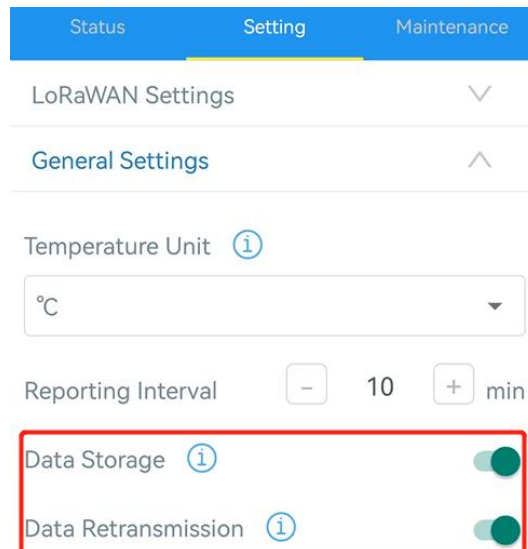 Status Setting Maintenance
LoRaWAN Settings
General Settings
Temperature Unit i
℃
Reporting Interval - 10 + min
Data Storage i
Data Retransmission i